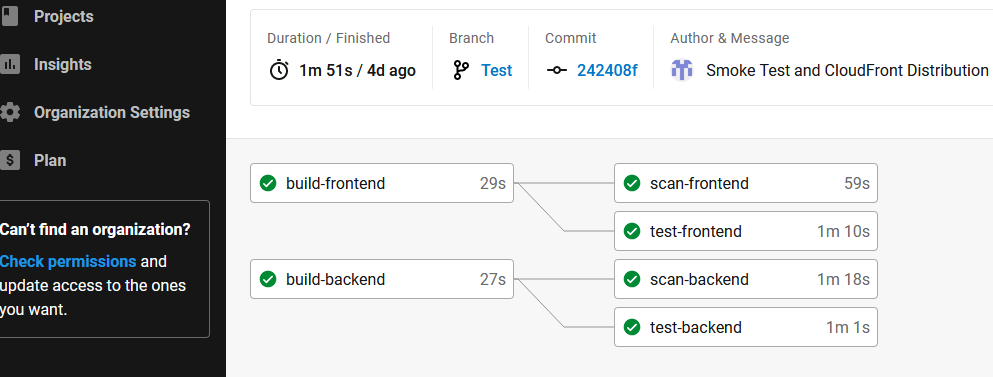 Projects
Insights
Organization Settings
Plan
Can't find an organization?
Check permissions and
update access to the ones
you want.
Duration / Finished
1m 51s / 4d ago
Branch
Test
Commit
242408f
Author & Message
Smoke Test and CloudFront Distribution
build-frontend 29s
scan-frontend 59s
test-frontend 1m 10s
build-backend 27s
scan-backend 1m 18s
test-backend 1m 1s